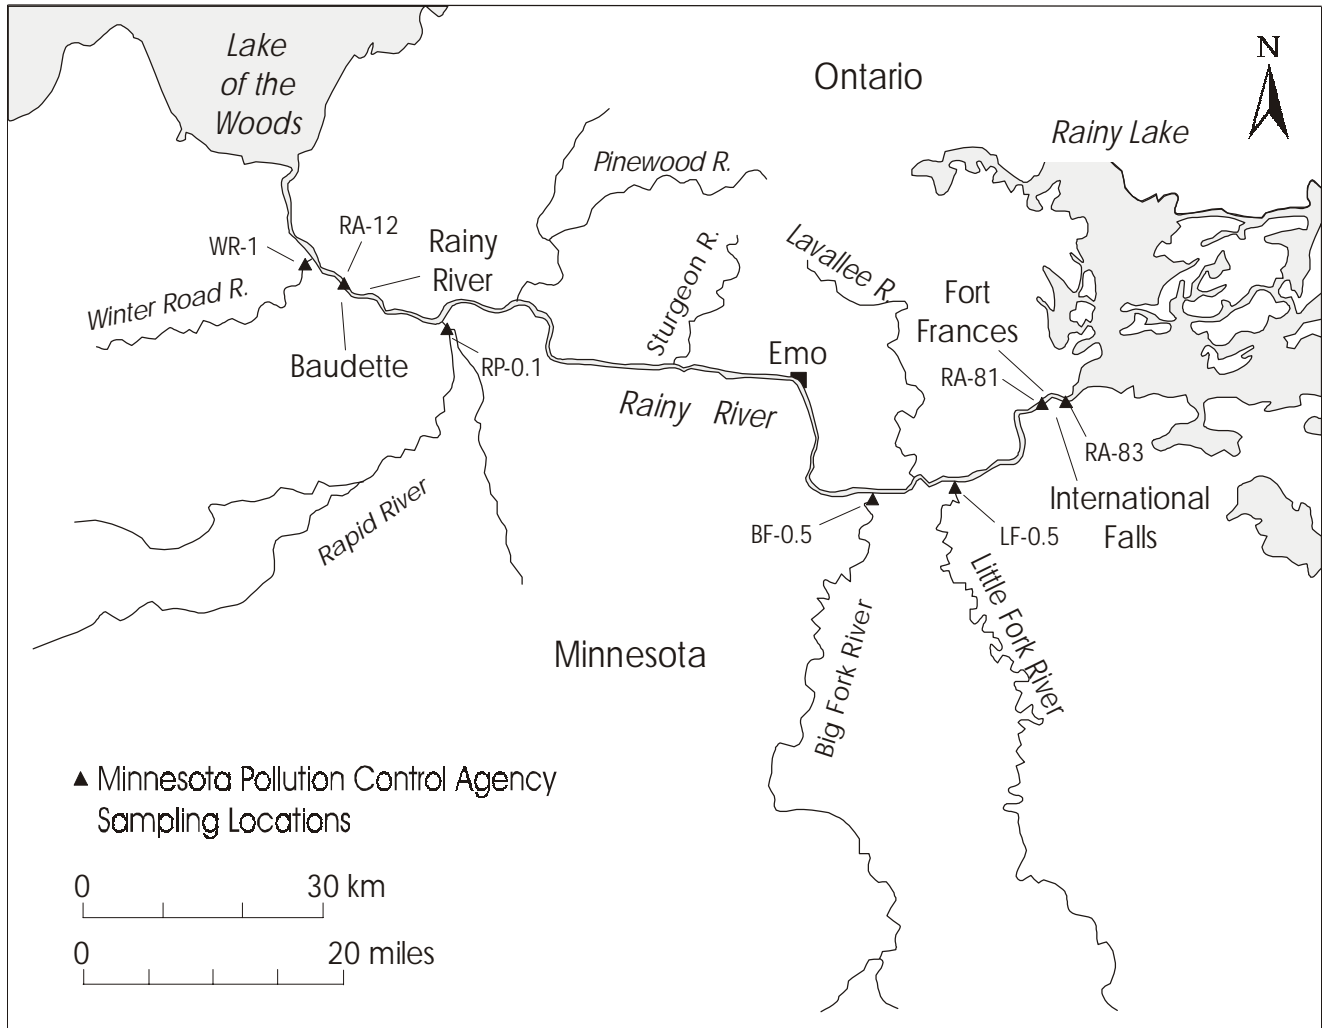 Lake
of the
Woods
Ontario
N
Rainy Lake
Pinewood R.
RA-12
WR-1
Rainy
River
Sturgeon R.
Lavallee R.
Fort
Frances
Winter Road R.
Baudette
RP-0.1
Emo
RA-81
Rainy River
RA-83
International
Falls
Rapid River
BF-0.5
LF-0.5
Little Fork River
Big Fork River
Minnesota
Minnesota Pollution Control Agency
Sampling Locations
0 30 km
0 20 miles